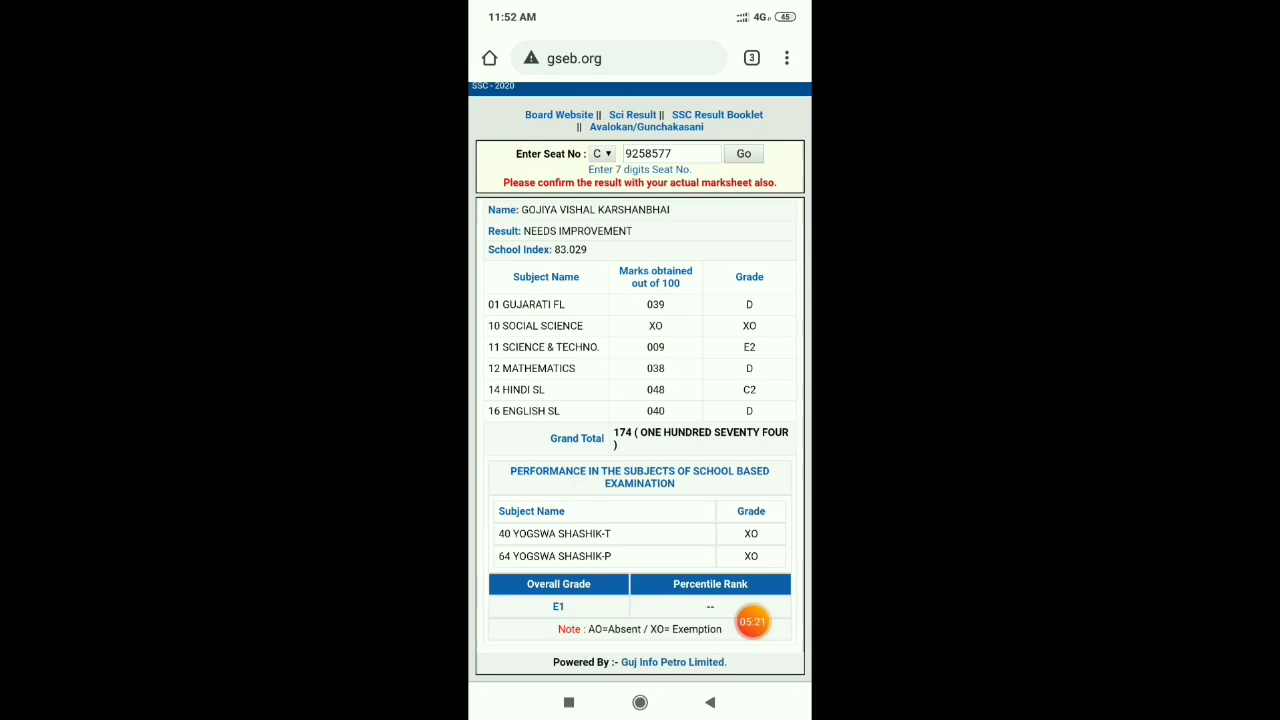 11:52 AM 4G 45
gseb.org 3
SSC - 2020
Board Website || Sci Result || SSC Result Booklet
|| Avalokan/Gunchakasani
Enter Seat No : C ▼ 9258577 Go
Enter 7 digits Seat No.
Please confirm the result with your actual marksheet also.
Name: GOJIYA VISHAL KARSHANBHAI
Result: NEEDS IMPROVEMENT
School Index: 83.029
Subject Name Marks obtained out of 100 Grade
01 GUJARATI FL 039 D
10 SOCIAL SCIENCE XO XO
11 SCIENCE & TECHNO. 009 E2
12 MATHEMATICS 038 D
14 HINDI SL 048 C2
16 ENGLISH SL 040 D
Grand Total 174 ( ONE HUNDRED SEVENTY FOUR )
PERFORMANCE IN THE SUBJECTS OF SCHOOL BASED
EXAMINATION
Subject Name Grade
40 YOGSWA SHASHIK-T XO
64 YOGSWA SHASHIK-P XO
Overall Grade Percentile Rank
E1 --
05:21
Note : AO=Absent / XO= Exemption
Powered By :- Guj Info Petro Limited.